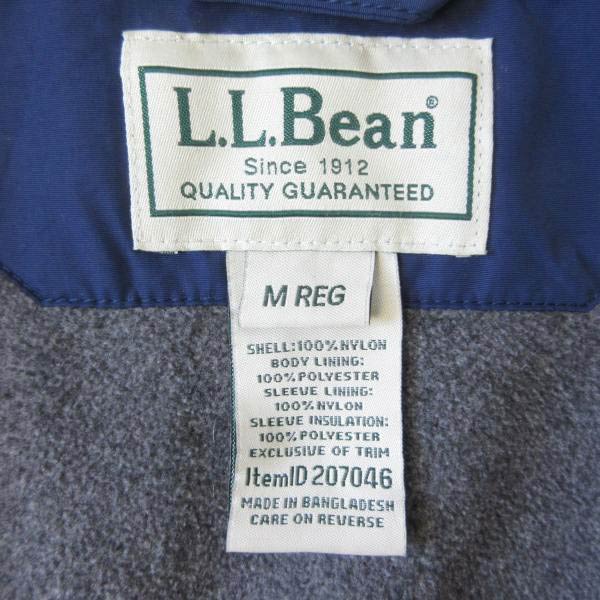 L.L.Bean®
Since 1912
QUALITY GUARANTEED
M REG
SHELL:100% NYLON
BODY LINING:
100% POLYESTER
SLEEVE LINING:
100% NYLON
SLEEVE INSULATION:
100% POLYESTER
EXCLUSIVE OF TRIM
ItemID 207046
MADE IN BANGLADESH
CARE ON REVERSE